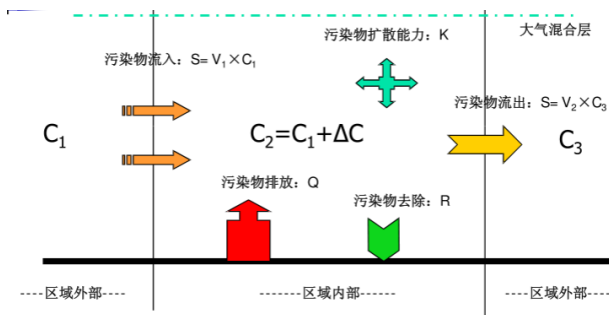 污染物扩散能力：K
大气混合层
污染物流入：S= V₁×C₁
污染物流出：S= V₂×C₃
C₁
C₂=C₁+ΔC
C₃
污染物排放：Q
污染物去除：R
----区域外部----
-----区域内部----
----区域外部----